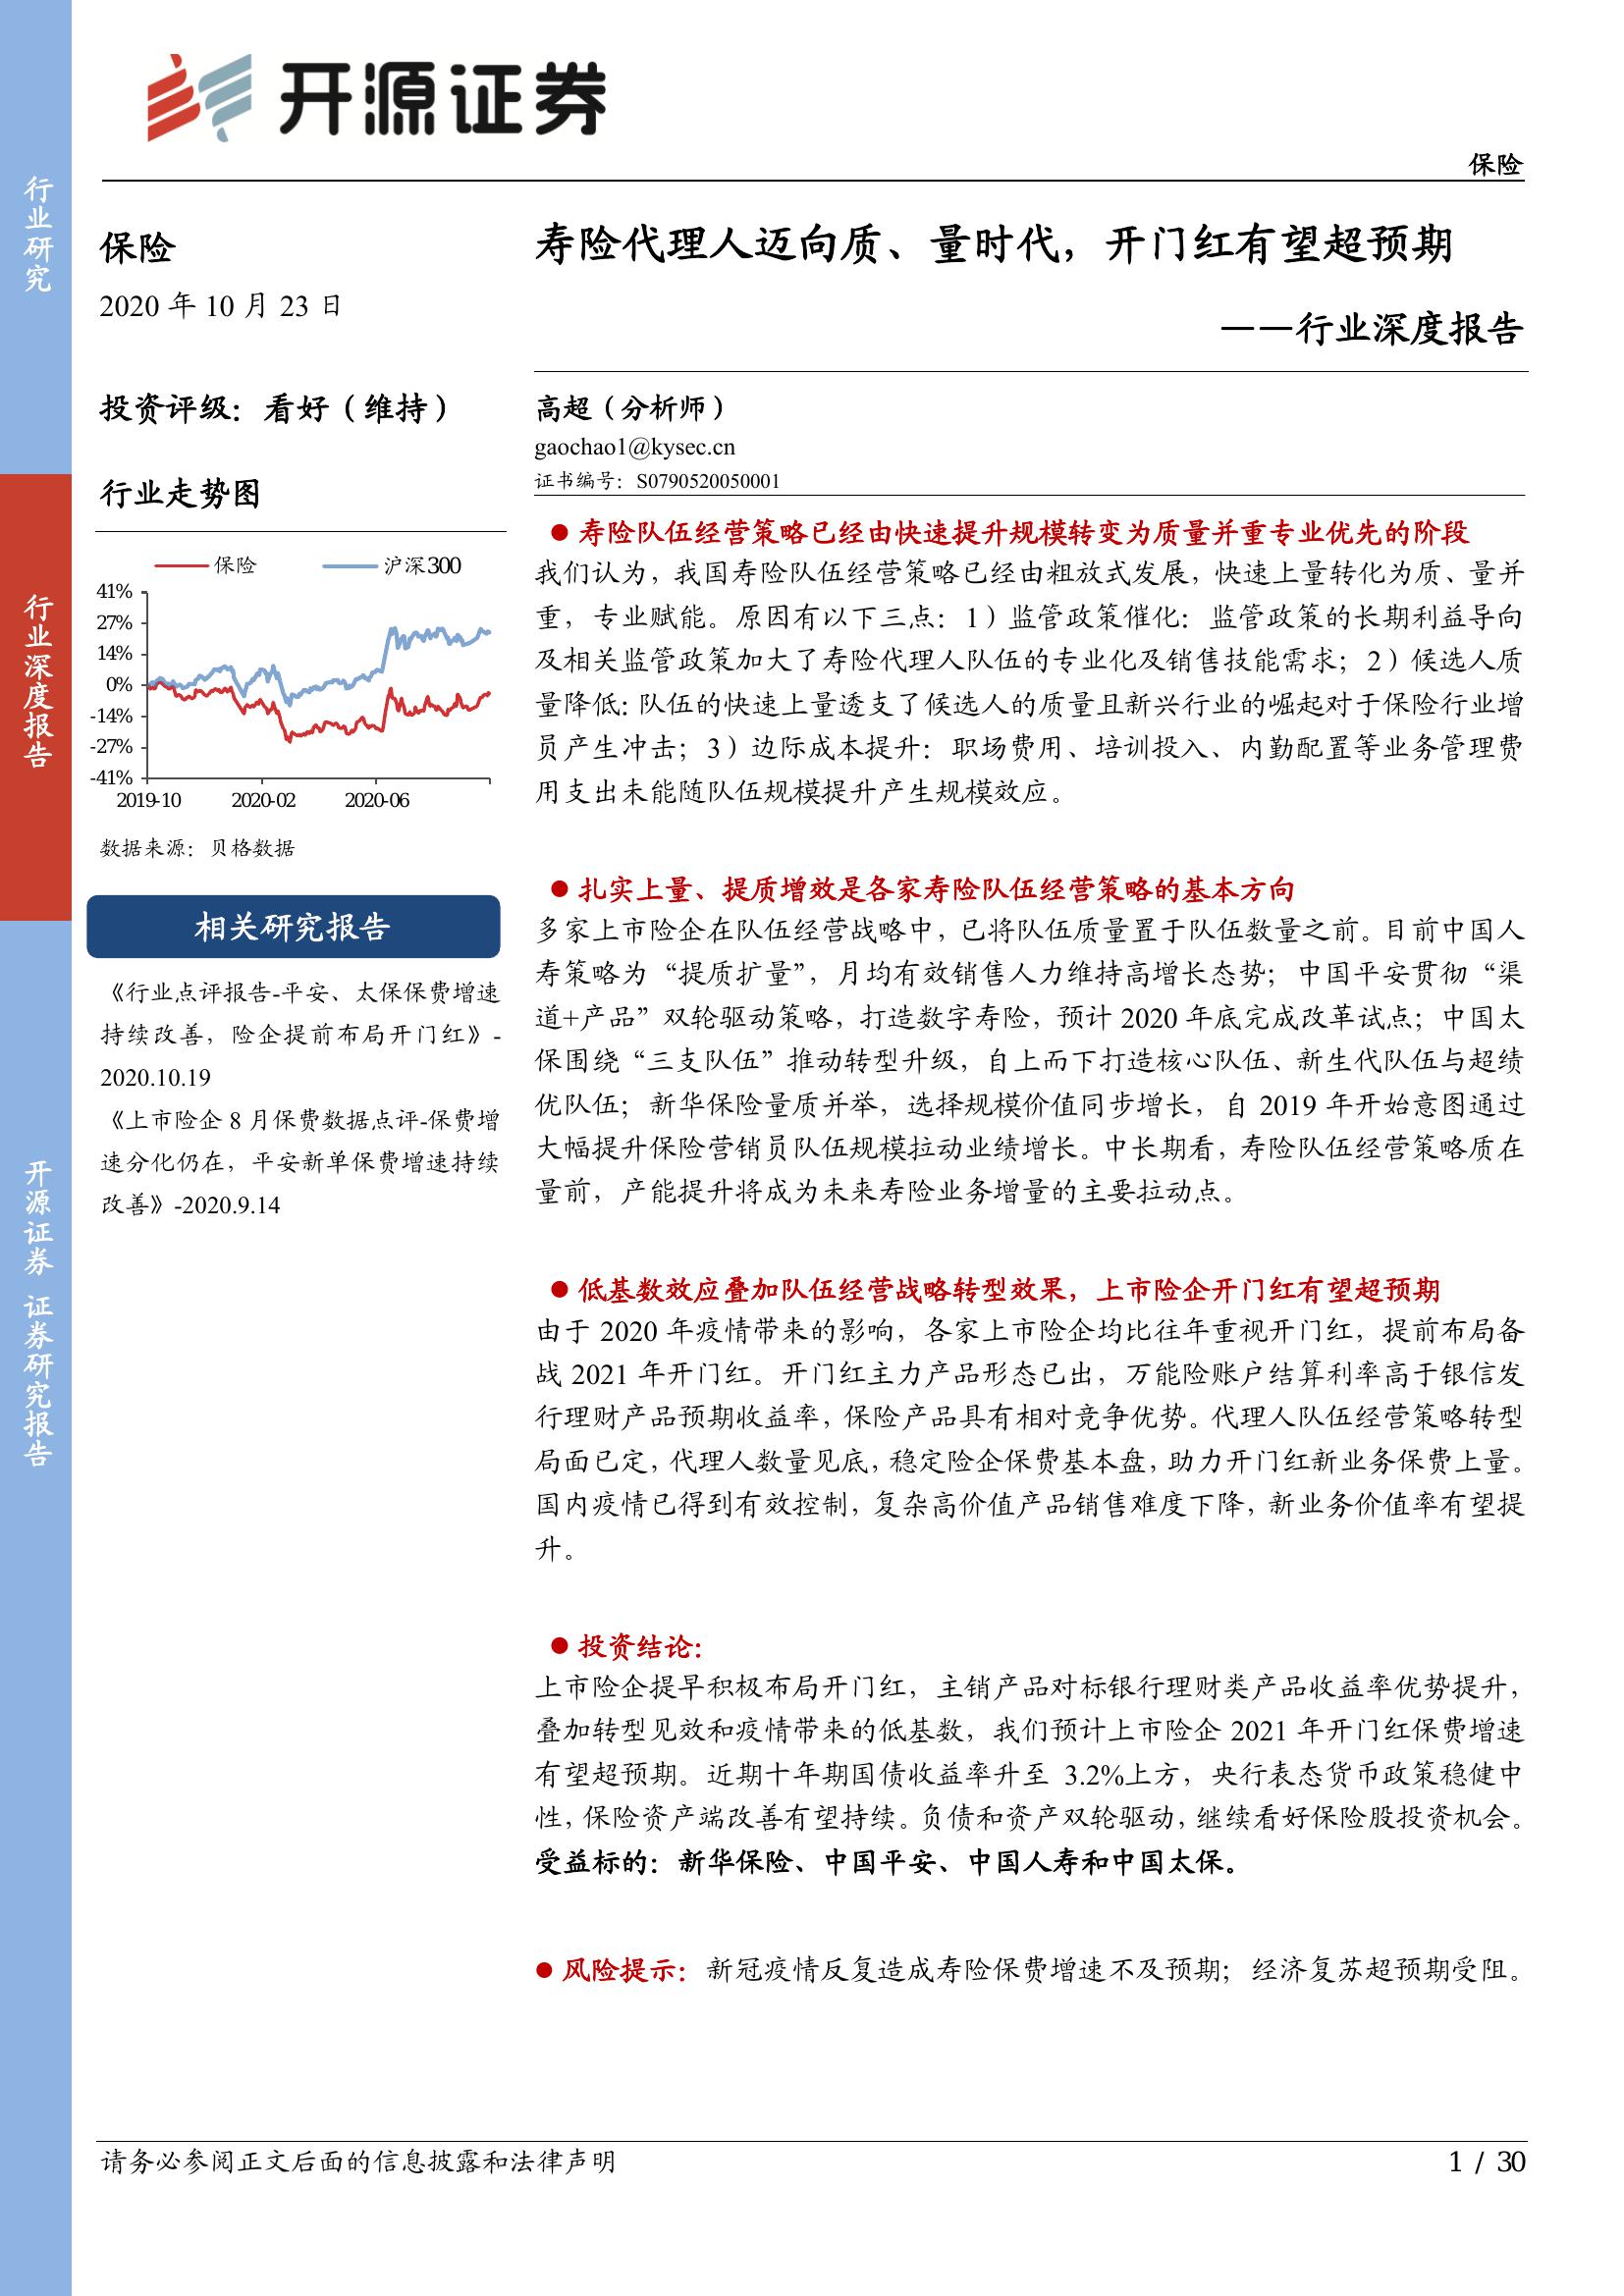 开源证券
保险
行业研究
行业深度报告
开源证券 证券研究报告
保险
2020 年 10 月 23 日
投资评级：看好（维持）
行业走势图
保险 沪深300
41%
27%
14%
0%
-14%
-27%
-41%
2019-10 2020-02 2020-06
数据来源：贝格数据
相关研究报告
《行业点评报告-平安、太保保费增速
持续改善，险企提前布局开门红》-
2020.10.19
《上市险企 8 月保费数据点评-保费增
速分化仍在，平安新单保费增速持续
改善》-2020.9.14
寿险代理人迈向质、量时代，开门红有望超预期
——行业深度报告
高超（分析师）
gaochao1@kysec.cn
证书编号：S0790520050001
● 寿险队伍经营策略已经由快速提升规模转变为质量并重专业优先的阶段
我们认为，我国寿险队伍经营策略已经由粗放式发展，快速上量转化为质、量并
重，专业赋能。原因有以下三点：1）监管政策催化：监管政策的长期利益导向
及相关监管政策加大了寿险代理人队伍的专业化及销售技能需求；2）候选人质
量降低：队伍的快速上量透支了候选人的质量且新兴行业的崛起对于保险行业增
员产生冲击；3）边际成本提升：职场费用、培训投入、内勤配置等业务管理费
用支出未能随队伍规模提升产生规模效应。
● 扎实上量、提质增效是各家寿险队伍经营策略的基本方向
多家上市险企在队伍经营战略中，已将队伍质量置于队伍数量之前。目前中国人
寿策略为“提质扩量”，月均有效销售人力维持高增长态势；中国平安贯彻“渠
道+产品”双轮驱动策略，打造数字寿险，预计 2020 年底完成改革试点；中国太
保围绕“三支队伍”推动转型升级，自上而下打造核心队伍、新生代队伍与超绩
优队伍；新华保险量质并举，选择规模价值同步增长，自 2019 年开始意图通过
大幅提升保险营销员队伍规模拉动业绩增长。中长期看，寿险队伍经营策略质在
量前，产能提升将成为未来寿险业务增量的主要拉动点。
● 低基数效应叠加队伍经营战略转型效果，上市险企开门红有望超预期
由于 2020 年疫情带来的影响，各家上市险企均比往年重视开门红，提前布局备
战 2021 年开门红。开门红主力产品形态已出，万能险账户结算利率高于银信发
行理财产品预期收益率，保险产品具有相对竞争优势。代理人队伍经营策略转型
局面已定，代理人数量见底，稳定险企保费基本盘，助力开门红新业务保费上量。
国内疫情已得到有效控制，复杂高价值产品销售难度下降，新业务价值率有望提
升。
● 投资结论：
上市险企提早积极布局开门红，主销产品对标银行理财类产品收益率优势提升，
叠加转型见效和疫情带来的低基数，我们预计上市险企 2021 年开门红保费增速
有望超预期。近期十年期国债收益率升至 3.2%上方，央行表态货币政策稳健中
性，保险资产端改善有望持续。负债和资产双轮驱动，继续看好保险股投资机会。
受益标的：新华保险、中国平安、中国人寿和中国太保。
● 风险提示：新冠疫情反复造成寿险保费增速不及预期；经济复苏超预期受阻。
请务必参阅正文后面的信息披露和法律声明
1 / 30